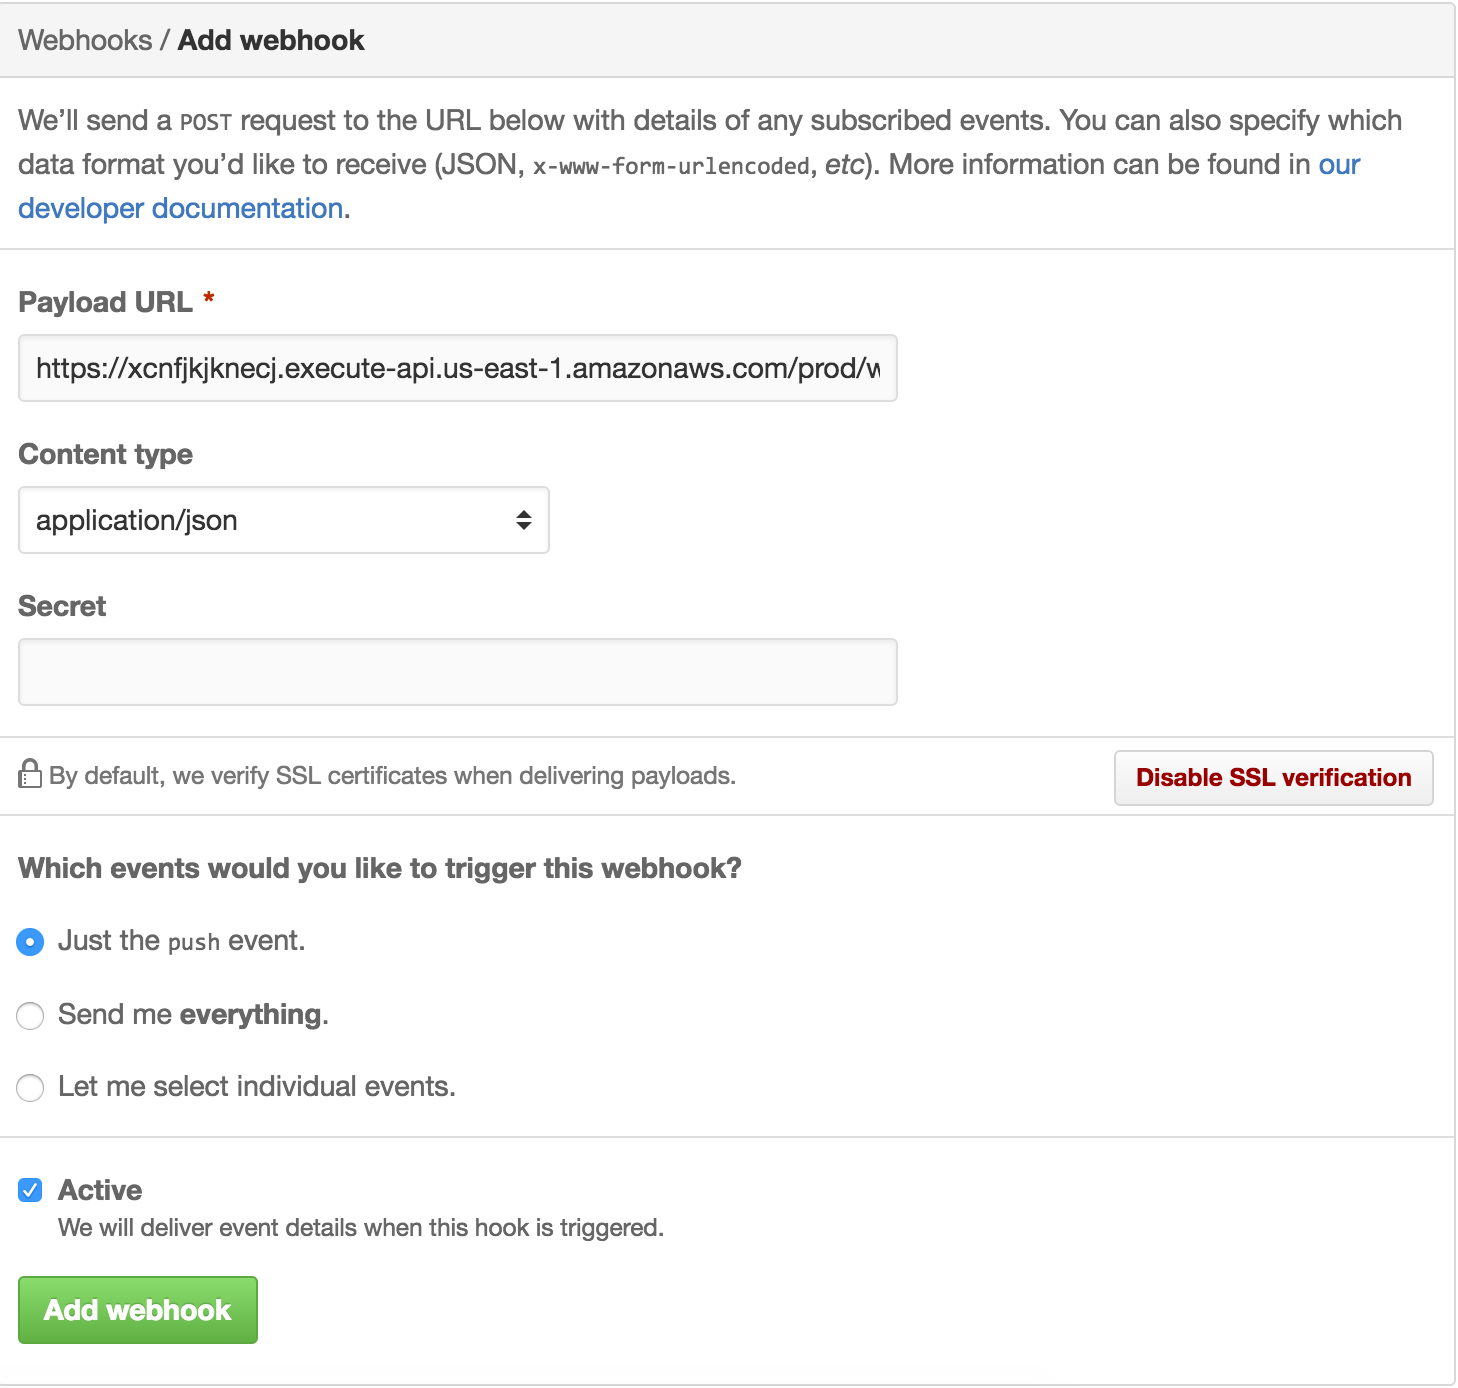 Webhooks / Add webhook
We’ll send a POST request to the URL below with details of any subscribed events. You can also specify which
data format you’d like to receive (JSON, x-www-form-urlencoded, etc). More information can be found in our
developer documentation.
Payload URL *
https://xcnfjkjknecj.execute-api.us-east-1.amazonaws.com/prod/w
Content type
application/json
Secret
By default, we verify SSL certificates when delivering payloads.
Disable SSL verification
Which events would you like to trigger this webhook?
Just the push event.
Send me everything.
Let me select individual events.
Active
We will deliver event details when this hook is triggered.
Add webhook